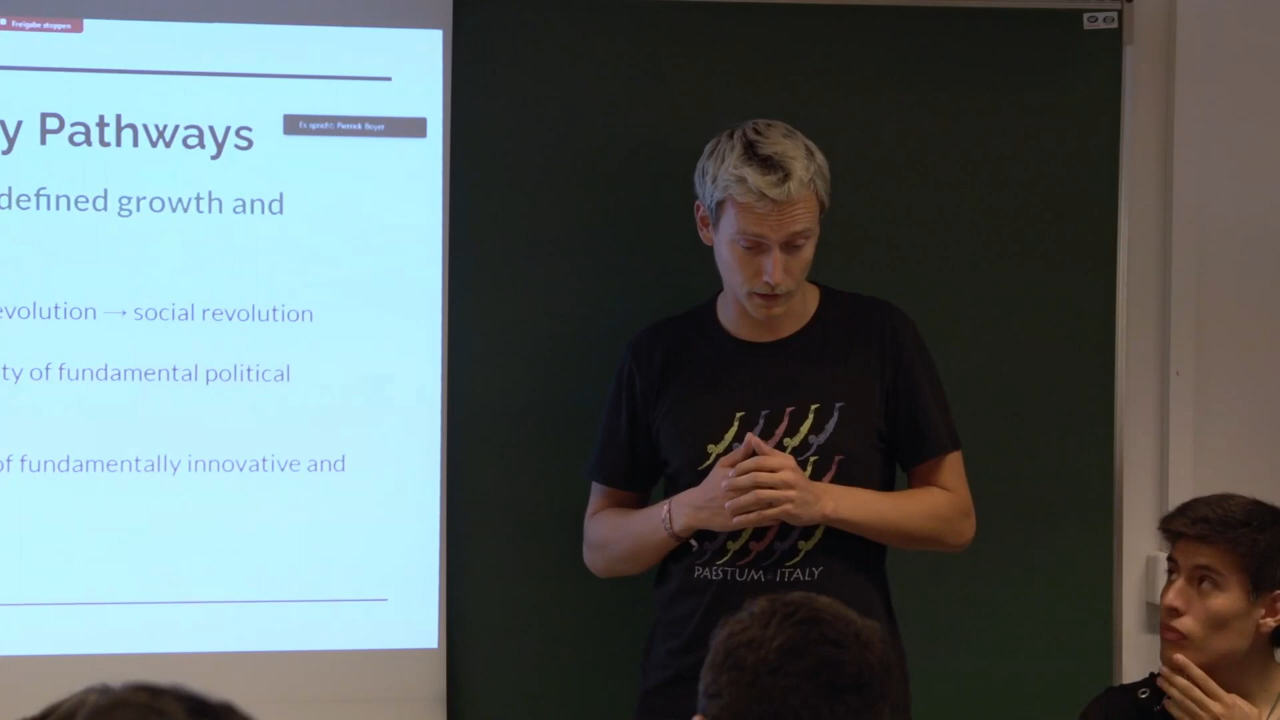 Freigabe stoppen
y Pathways
Es spricht: Pierrick Boyer
defined growth and
evolution → social revolution
ty of fundamental political
of fundamentally innovative and
PAESTUM ITALY